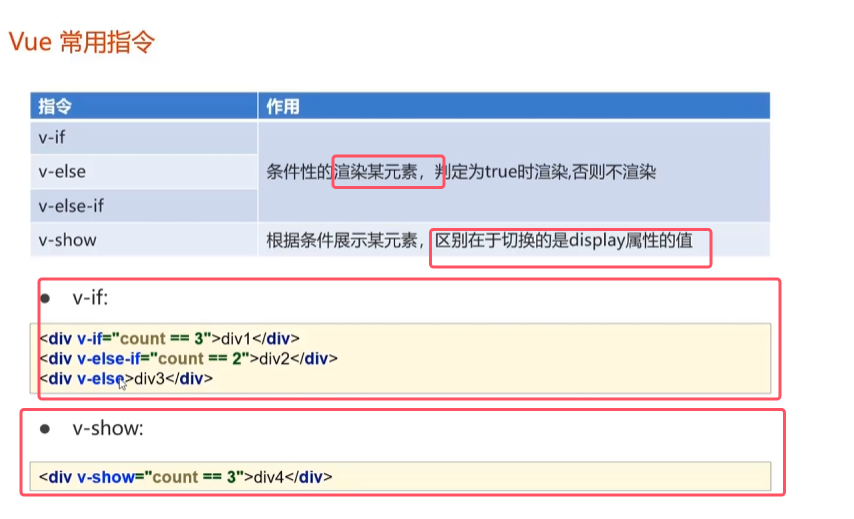 Vue 常用指令
指令 作用
v-if
v-else 条件性的渲染某元素，判定为true时渲染,否则不渲染
v-else-if
v-show 根据条件展示某元素，区别在于切换的是display属性的值
● v-if:
<div v-if="count == 3">div1</div>
<div v-else-if="count == 2">div2</div>
<div v-else>div3</div>
● v-show:
<div v-show="count == 3">div4</div>